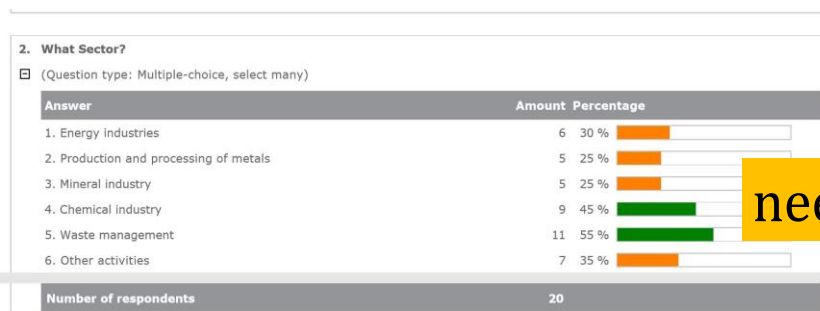 2. What Sector?
(Question type: Multiple-choice, select many)
Answer Amount Percentage
1. Energy industries 6 30 %
2. Production and processing of metals 5 25 %
3. Mineral industry 5 25 %
4. Chemical industry 9 45 %
5. Waste management 11 55 %
6. Other activities 7 35 %
Number of respondents 20